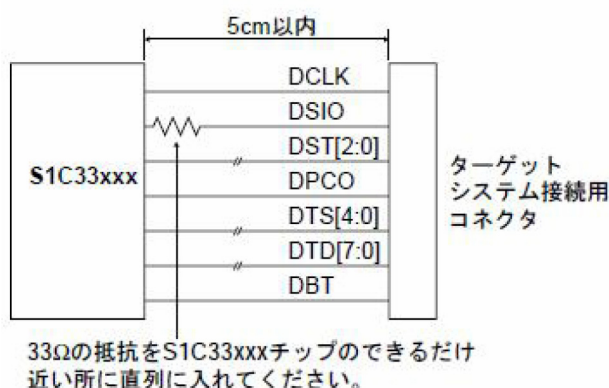 5cm以内
DCLK
DSIO
DST[2:0]
S1C33xxx
DPCO
DTS[4:0]
DTD[7:0]
DBT
ターゲット
システム接続用
コネクタ
33Ωの抵抗をS1C33xxxチップのできるだけ
近い所に直列に入れてください。